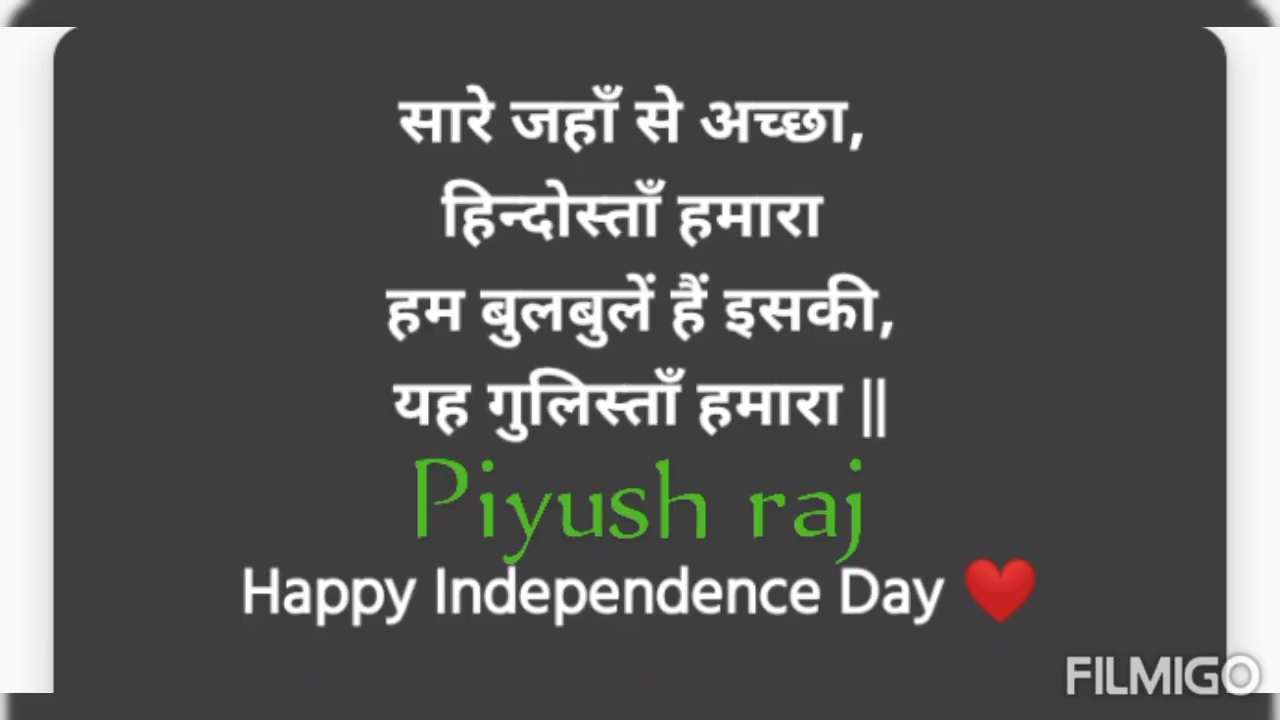 सारे जहाँ से अच्छा,
हिन्दोस्ताँ हमारा
हम बुलबुलें हैं इसकी,
यह गुलिस्ताँ हमारा ||
Piyush raj
Happy Independence Day ❤️
FILMIGO